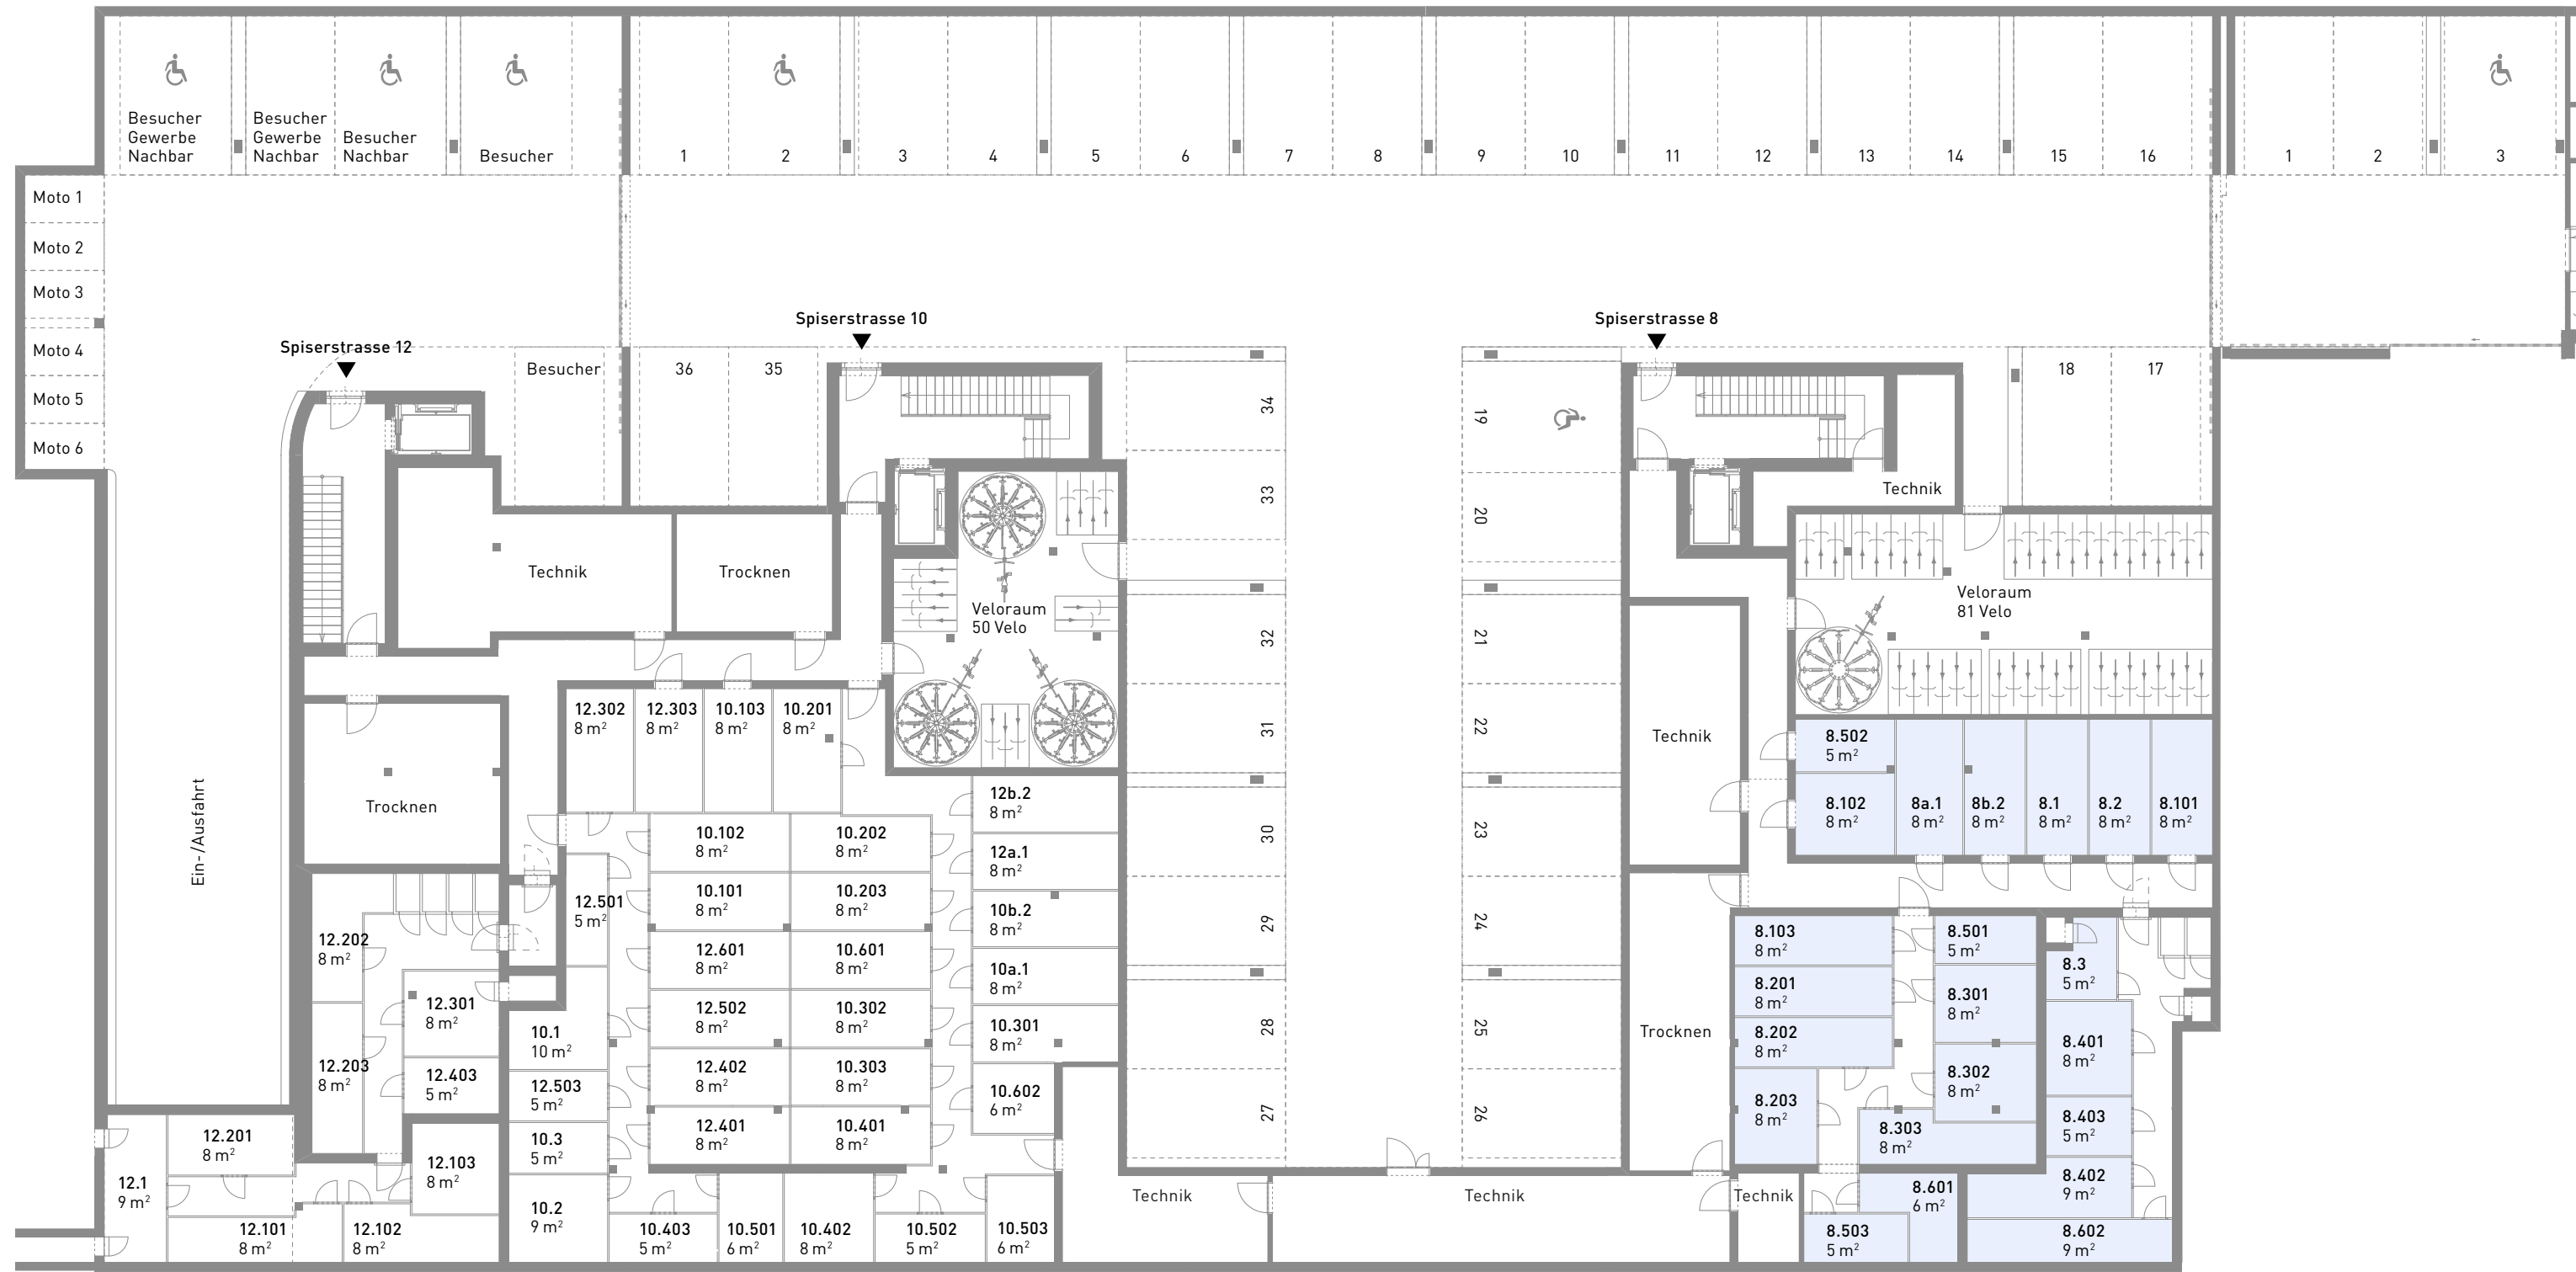 Besucher
Gewerbe
Nachbar
Besucher
Gewerbe
Nachbar
Besucher
Nachbar
Besucher
1
2
3
4
5
6
7
8
9
10
11
12
13
14
15
16
1
2
3
Moto 1
Moto 2
Moto 3
Moto 4
Moto 5
Moto 6
Spiserstrasse 12
Spiserstrasse 10
Spiserstrasse 8
Besucher
36
35
34
33
32
31
30
29
28
27
19
20
21
22
23
24
25
26
18
17
Technik
Technik
Trocknen
Veloraum
50 Velo
Veloraum
81 Velo
Ein-/Ausfahrt
Trocknen
Technik
Trocknen
12.302
8 m²
12.303
8 m²
10.103
8 m²
10.201
8 m²
12b.2
8 m²
12a.1
8 m²
10b.2
8 m²
10a.1
8 m²
10.301
8 m²
10.602
6 m²
10.102
8 m²
10.202
8 m²
10.101
8 m²
10.203
8 m²
12.601
8 m²
10.601
8 m²
12.502
8 m²
10.302
8 m²
12.402
8 m²
10.303
8 m²
12.401
8 m²
10.401
8 m²
12.501
5 m²
10.1
10 m²
12.503
5 m²
10.3
5 m²
10.2
9 m²
10.403
5 m²
10.501
6 m²
10.402
8 m²
10.502
5 m²
10.503
6 m²
12.202
8 m²
12.203
8 m²
12.301
8 m²
12.403
5 m²
12.103
8 m²
12.201
8 m²
12.1
9 m²
12.101
8 m²
12.102
8 m²
Technik
Technik
Technik
8.502
5 m²
8.102
8 m²
8a.1
8 m²
8b.2
8 m²
8.1
8 m²
8.2
8 m²
8.101
8 m²
8.103
8 m²
8.201
8 m²
8.202
8 m²
8.203
8 m²
8.501
5 m²
8.301
8 m²
8.302
8 m²
8.303
8 m²
8.3
5 m²
8.401
8 m²
8.403
5 m²
8.402
9 m²
8.601
6 m²
8.503
5 m²
8.602
9 m²